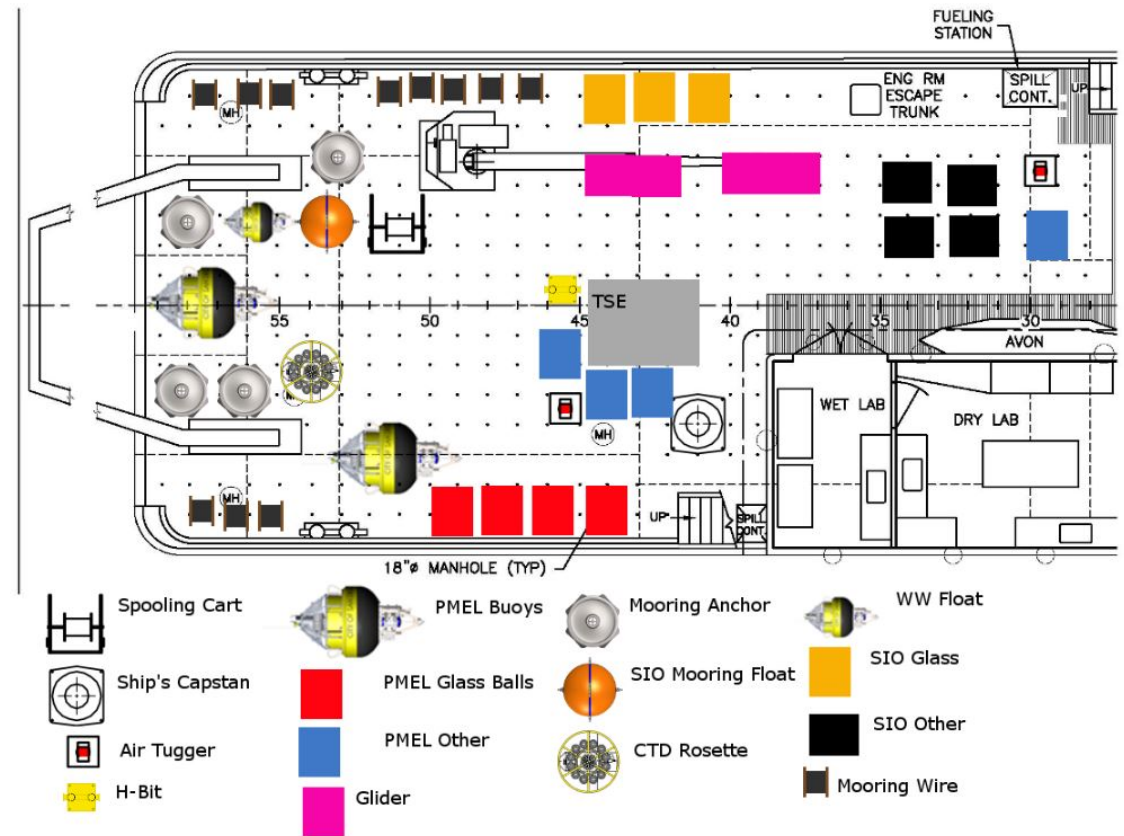 FUELING
STATION
ENG RM
ESCAPE
TRUNK
SPILL
CONT.
UP
MH
TSE
55
50
45
40
35
30
AVON
WET LAB
DRY LAB
MH
MH
UP
SPILL
CONT.
18"ø MANHOLE (TYP)
Spooling Cart
PMEL Buoys
Mooring Anchor
WW Float
Ship's Capstan
PMEL Glass Balls
SIO Mooring Float
SIO Glass
Air Tugger
PMEL Other
CTD Rosette
SIO Other
H-Bit
Glider
Mooring Wire